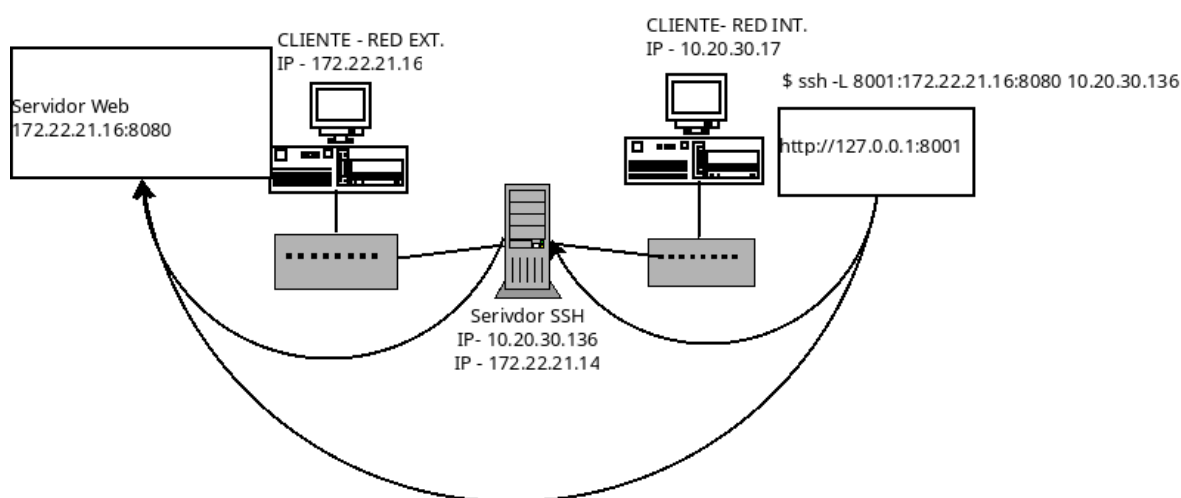 CLIENTE - RED EXT.
IP - 172.22.21.16
CLIENTE- RED INT.
IP - 10.20.30.17
$ ssh -L 8001:172.22.21.16:8080 10.20.30.136
Servidor Web
172.22.21.16:8080
http://127.0.0.1:8001
Serivdor SSH
IP- 10.20.30.136
IP - 172.22.21.14